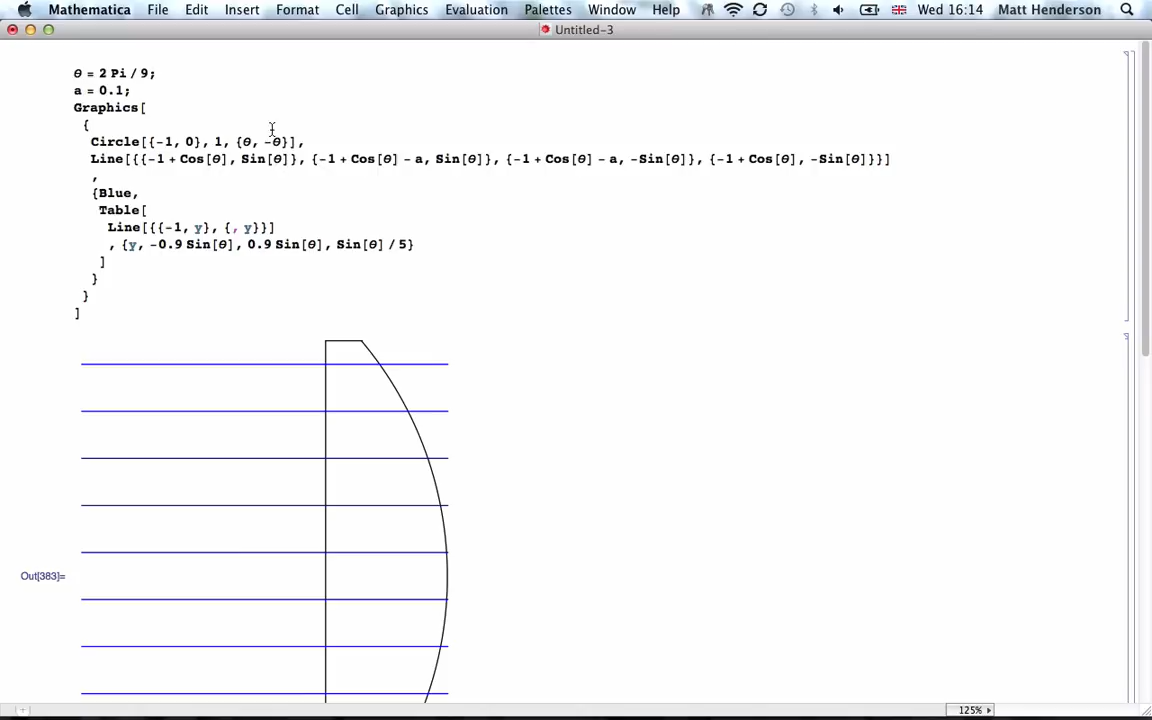 Mathematica File Edit Insert Format Cell Graphics Evaluation Palettes Window Help Wed 16:14 Matt Henderson
Untitled-3
θ = 2 Pi / 9;
a = 0.1;
Graphics[
{
Circle[{-1, 0}, 1, {θ, -θ}],
Line[{{-1 + Cos[θ], Sin[θ]}, {-1 + Cos[θ] - a, Sin[θ]}, {-1 + Cos[θ] - a, -Sin[θ]}, {-1 + Cos[θ], -Sin[θ]}}]
,
{Blue,
Table[
Line[{{-1, y}, {, y}}]
, {y, -0.9 Sin[θ], 0.9 Sin[θ], Sin[θ] / 5}
]
}
}
]
Out[383]=
125%